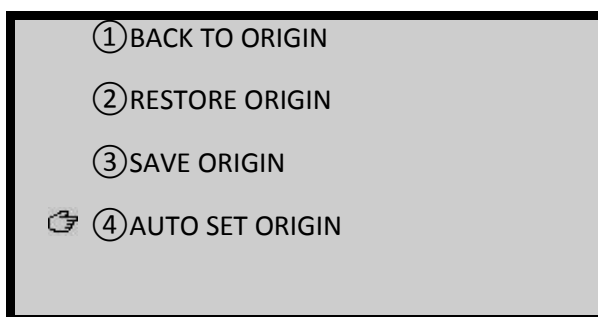 ①BACK TO ORIGIN
②RESTORE ORIGIN
③SAVE ORIGIN
④AUTO SET ORIGIN